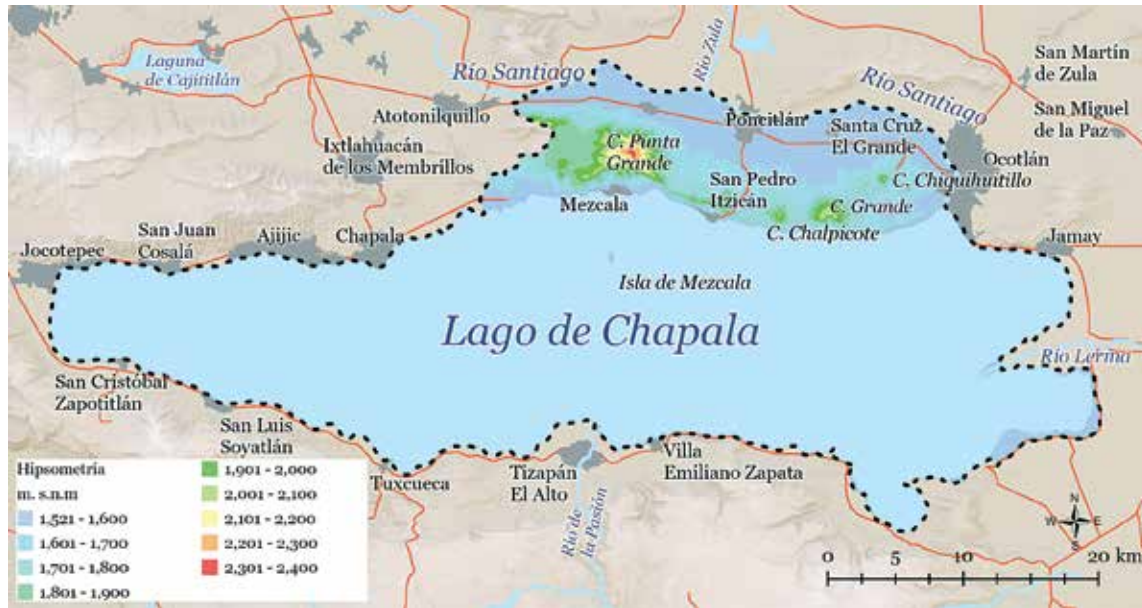 Laguna
de Cajititlán
Río Santiago
Río Zula
Río Santiago
San Martín
de Zula
San Miguel
de la Paz
Atotonilquillo
Poncitlán
Santa Cruz
El Grande
Ocotlán
Ixtlahuacán
de los Membrillos
C. Punta
Grande
San Pedro
Itzicán
C. Chiquihuitillo
Mezcala
C. Grande
C. Chalpicote
Jocotepec
San Juan
Cosalá
Ajijic
Chapala
Jamay
Isla de Mezcala
Lago de Chapala
Río Lerma
San Cristóbal
Zapotitlán
San Luis
Soyatlán
Tuxcueca
Tizapán
El Alto
Villa
Emiliano Zapata
Río de
la Pasión
Hipsometría
m. s.n.m
1,521 - 1,600
1,601 - 1,700
1,701 - 1,800
1,801 - 1,900
1,901 - 2,000
2,001 - 2,100
2,101 - 2,200
2,201 - 2,300
2,301 - 2,400
N
W E
S
0 5 10 20 km